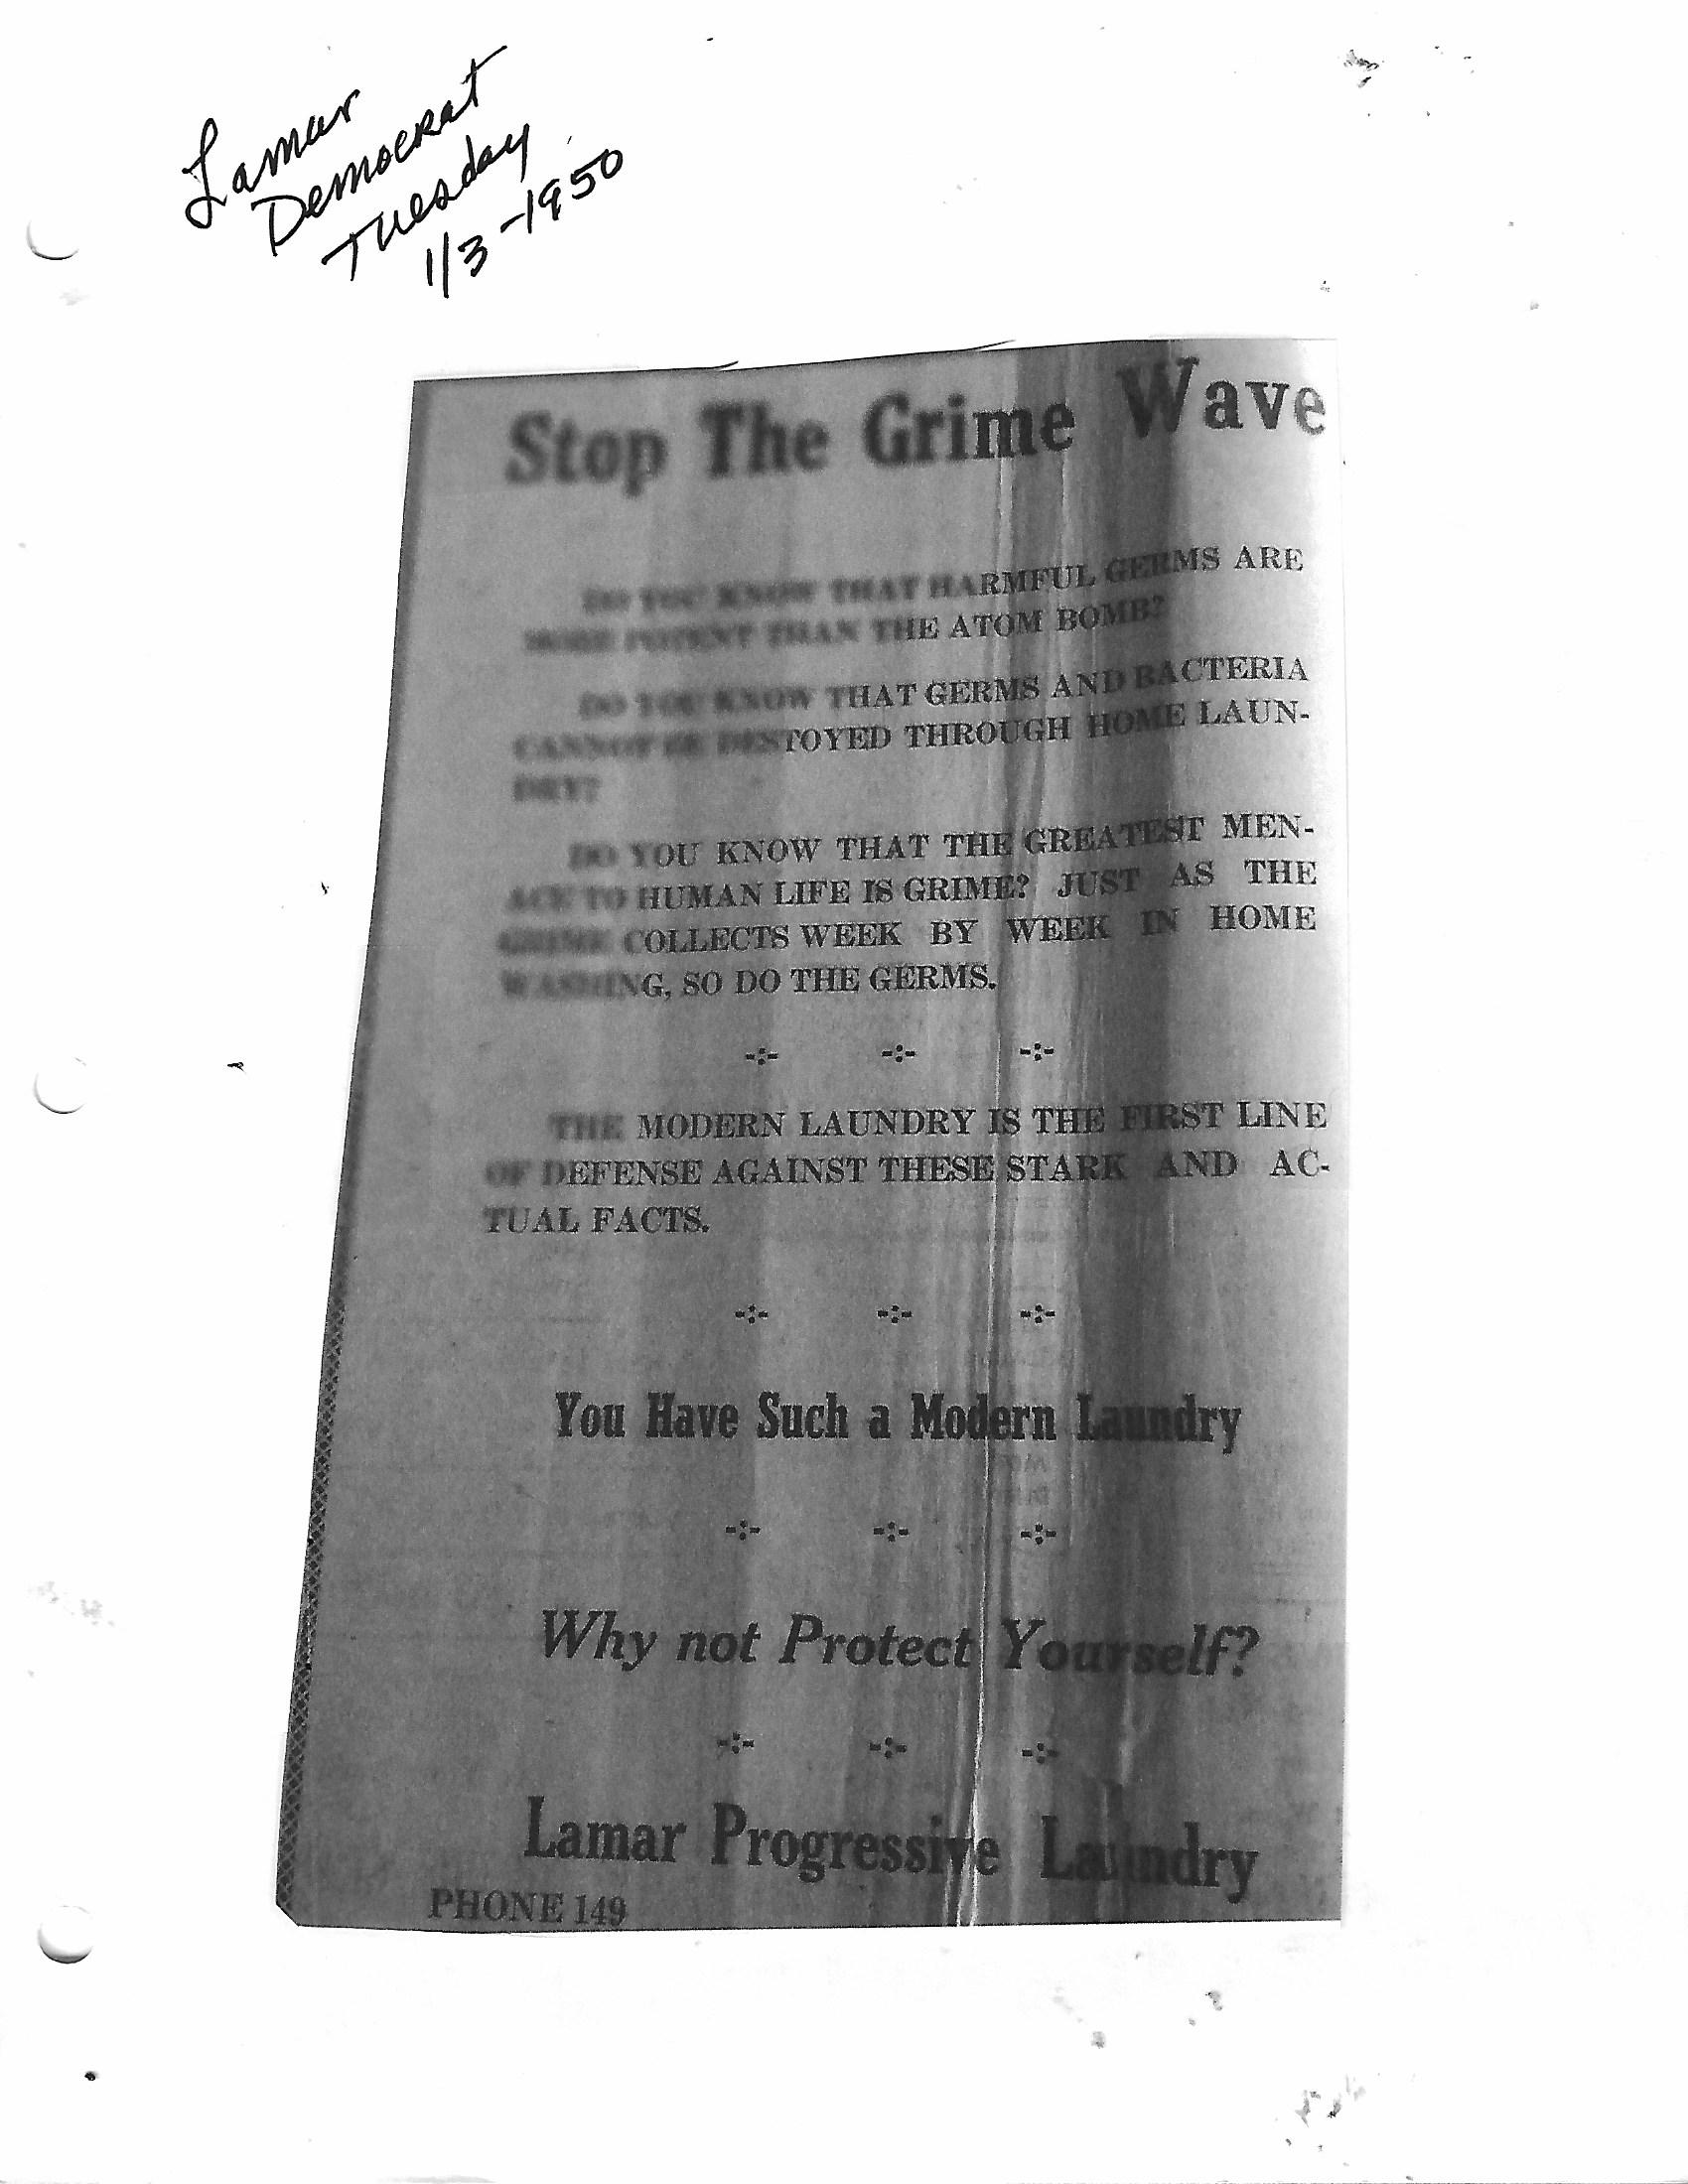 Lamar
Democrat
Tuesday
1/3-1950
Stop The Grime Wave
DO YOU KNOW THAT HARMFUL GERMS ARE
MORE POTENT THAN THE ATOM BOMB?
DO YOU KNOW THAT GERMS AND BACTERIA
CANNOT BE DESTOYED THROUGH HOME LAUN-
DRY?
DO YOU KNOW THAT THE GREATEST MEN-
ACE TO HUMAN LIFE IS GRIME? JUST AS THE
GRIME COLLECTS WEEK BY WEEK IN HOME
WASHING, SO DO THE GERMS.
-:- -:- -:-
THE MODERN LAUNDRY IS THE FIRST LINE
OF DEFENSE AGAINST THESE STARK AND AC-
TUAL FACTS.
-:- -:- -:-
You Have Such a Modern Laundry
-:- -:- -:-
Why not Protect Yourself?
-:- -:- -:-
Lamar Progressive Laundry
PHONE 149